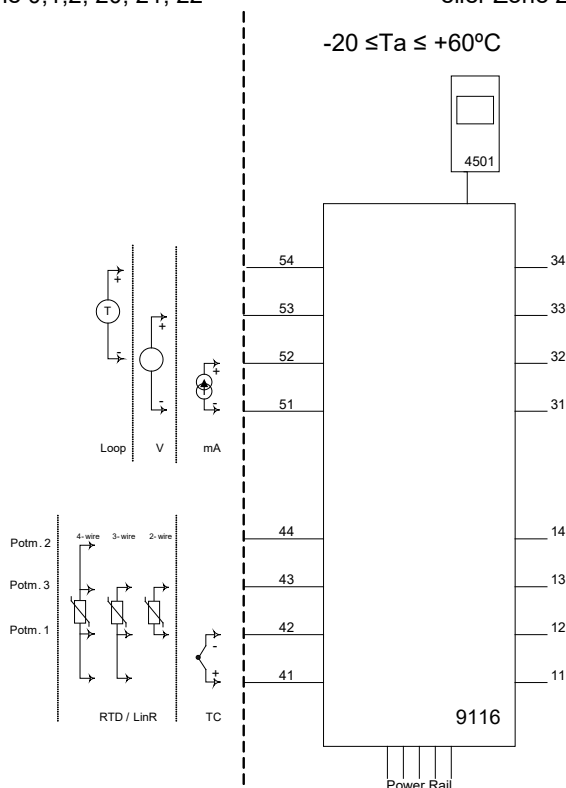 -20 ≤Ta ≤ +60ºC
4501
54
34
+
T
53
33
+
-
52
32
+
-
-
51
31
Loop
V
mA
44
14
Potm. 2
4- wire
3- wire
2- wire
Potm. 3
43
13
Potm. 1
42
12
-
+
41
11
RTD / LinR
TC
9116
Power Rail